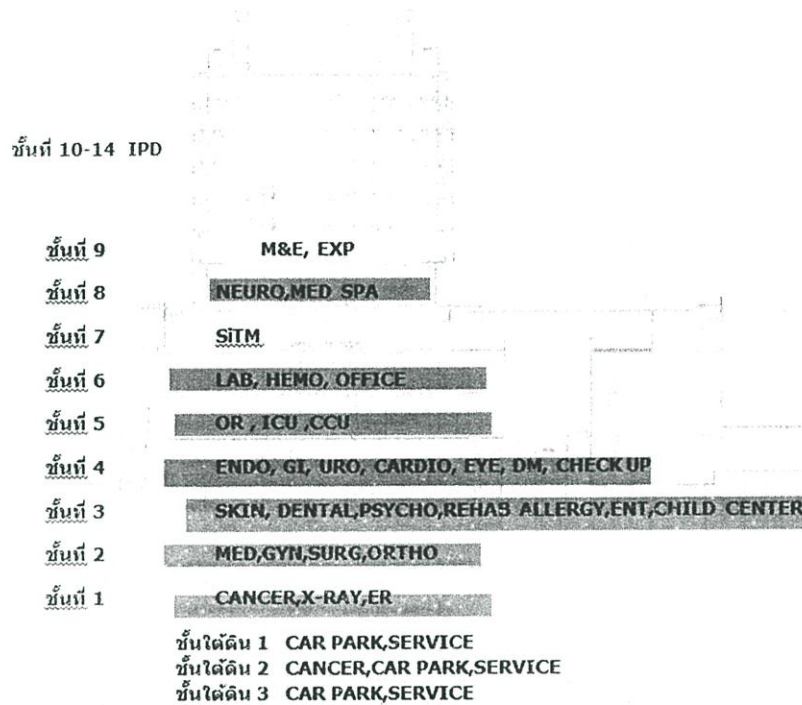 ชั้นที่ 10-14 IPD
ชั้นที่ 9 M&E, EXP
ชั้นที่ 8 NEURO,MED SPA
ชั้นที่ 7 SiTM
ชั้นที่ 6 LAB, HEMO, OFFICE
ชั้นที่ 5 OR , ICU ,CCU
ชั้นที่ 4 ENDO, GI, URO, CARDIO, EYE, DM, CHECK UP
ชั้นที่ 3 SKIN, DENTAL,PSYCHO,REHAB ALLERGY,ENT,CHILD CENTER
ชั้นที่ 2 MED,GYN,SURG,ORTHO
ชั้นที่ 1 CANCER,X-RAY,ER
ชั้นใต้ดิน 1 CAR PARK,SERVICE
ชั้นใต้ดิน 2 CANCER,CAR PARK,SERVICE
ชั้นใต้ดิน 3 CAR PARK,SERVICE